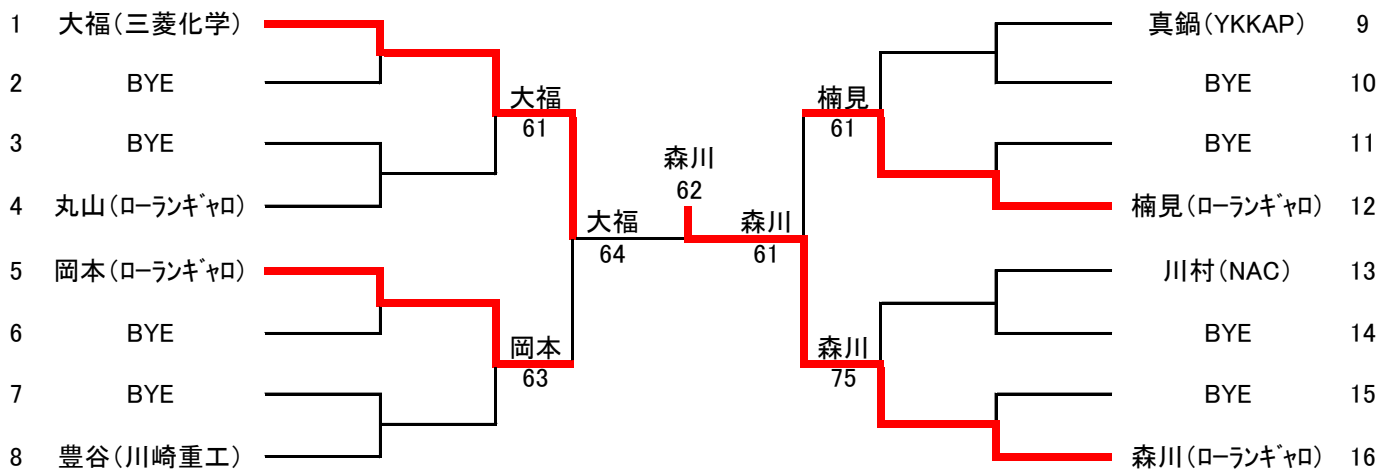 1 大福(三菱化学)
2 BYE
3 BYE
4 丸山(ﾛｰﾗﾝｷﾞｬﾛ)
5 岡本(ﾛｰﾗﾝｷﾞｬﾛ)
6 BYE
7 BYE
8 豊谷(川崎重工)
大福
61
岡本
63
大福
64
森川
62
森川
61
楠見
61
森川
75
真鍋(YKKAP) 9
BYE 10
BYE 11
楠見(ﾛｰﾗﾝｷﾞｬﾛ) 12
川村(NAC) 13
BYE 14
BYE 15
森川(ﾛｰﾗﾝｷﾞｬﾛ) 16